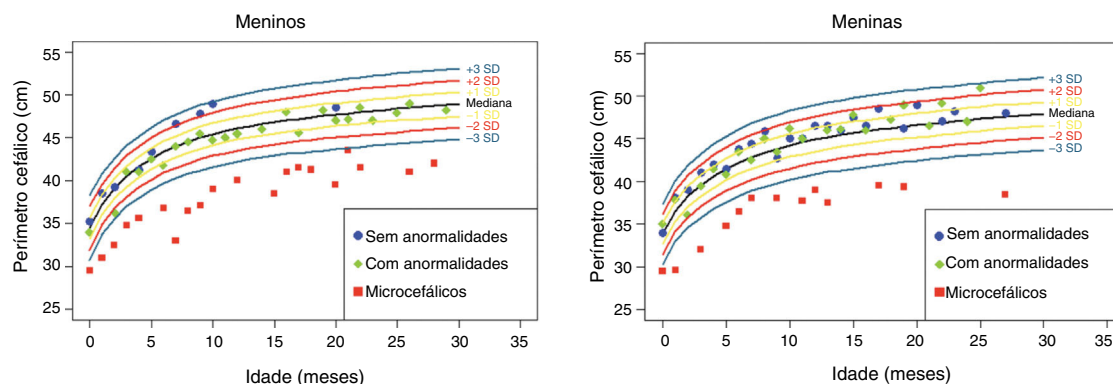 Meninos
Perímetro cefálico (cm)
55
50
45
40
35
30
25
+3 SD
+2 SD
+1 SD
Mediana
−1 SD
−2 SD
−3 SD
Sem anormalidades
Com anormalidades
Microcefálicos
0 5 10 15 20 25 30 35
Idade (meses)
Meninas
Perímetro cefálico (cm)
55
50
45
40
35
30
25
+3 SD
+2 SD
+1 SD
Mediana
−1 SD
−2 SD
−3 SD
Sem anormalidades
Com anormalidades
Microcefálicos
0 5 10 15 20 25 30 35
Idade (meses)